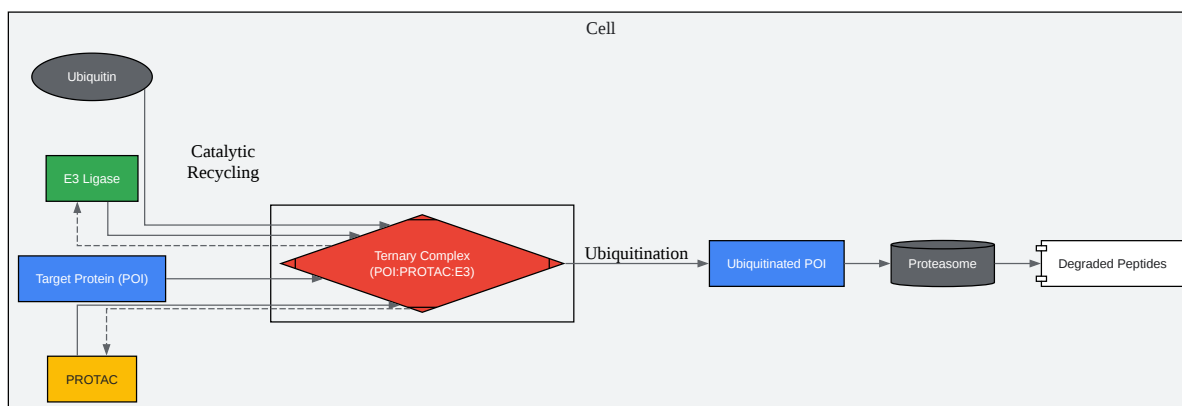 Cell
Ubiquitin
Catalytic
Recycling
E3 Ligase
Ternary Complex
(POI:PROTAC:E3)
Ubiquitination
Target Protein (POI)
Ubiquitinated POI
Proteasome
Degraded Peptides
PROTAC